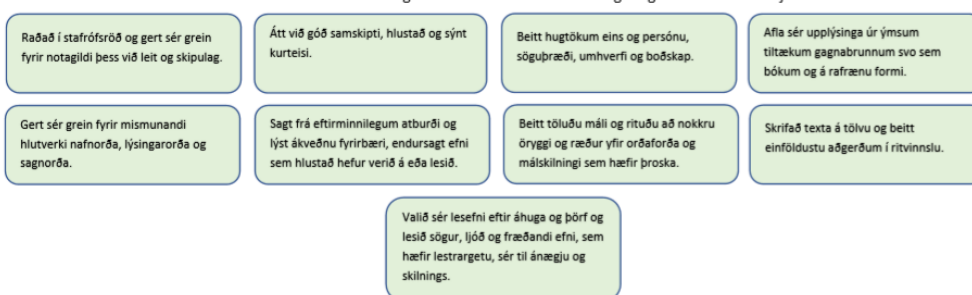 Raðað í stafrófsröð og gert sér grein
fyrir notagildi þess við leit og skipulag.
Átt við góð samskipti, hlustað og sýnt
kurteisi.
Beitt hugtökum eins og persónu,
söguþræði, umhverfi og boðskap.
Afla sér upplýsinga úr ýmsum
tiltækum gagnabrunnum svo sem
bókum og á rafrænu formi.
Gert sér grein fyrir mismunandi
hlutverki nafnorða, lýsingarorða og
sagnorða.
Sagt frá eftirminnilegum atburði og
lýst ákveðnu fyrirbæri, endursagt efni
sem hlustað hefur verið á eða lesið.
Beitt töluðu máli og rituðu að nokkru
öryggi og ræður yfir orðaforða og
málskilningi sem hæfir þroska.
Skrifað texta á tölvu og beitt
einföldustu aðgerðum í ritvinnslu.
Valið sér lesefni eftir áhuga og þörf og
lesið sögur, ljóð og fræðandi efni, sem
hæfir lestrargetu, sér til ánægju og
skilnings.